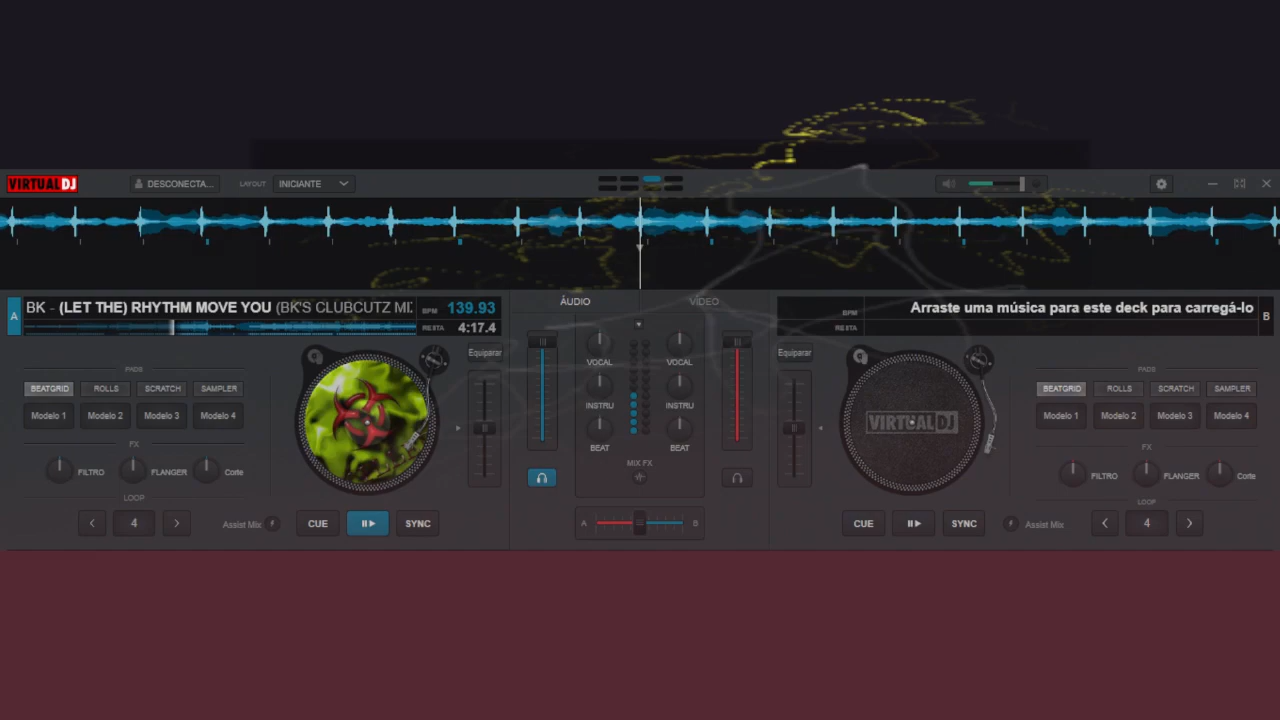 VIRTUALDJ
DESCONECTA...
LAYOUT
INICIANTE
A
BK - (LET THE) RHYTHM MOVE YOU (BK'S CLUBCUTZ MI
BPM 139.93
RESTA 4:17.4
ÁUDIO
VÍDEO
BPM
RESTA
Arraste uma música para este deck para carregá-lo
B
Equiparar
PADS
BEATGRID ROLLS SCRATCH SAMPLER
Modelo 1 Modelo 2 Modelo 3 Modelo 4
FX
FILTRO FLANGER Corte
LOOP
4
Assist Mix
CUE
SYNC
VOCAL VOCAL
INSTRU INSTRU
BEAT BEAT
MIX FX
A B
Equiparar
VIRTUALDJ
PADS
BEATGRID ROLLS SCRATCH SAMPLER
Modelo 1 Modelo 2 Modelo 3 Modelo 4
FX
FILTRO FLANGER Corte
LOOP
CUE
SYNC
Assist Mix
4